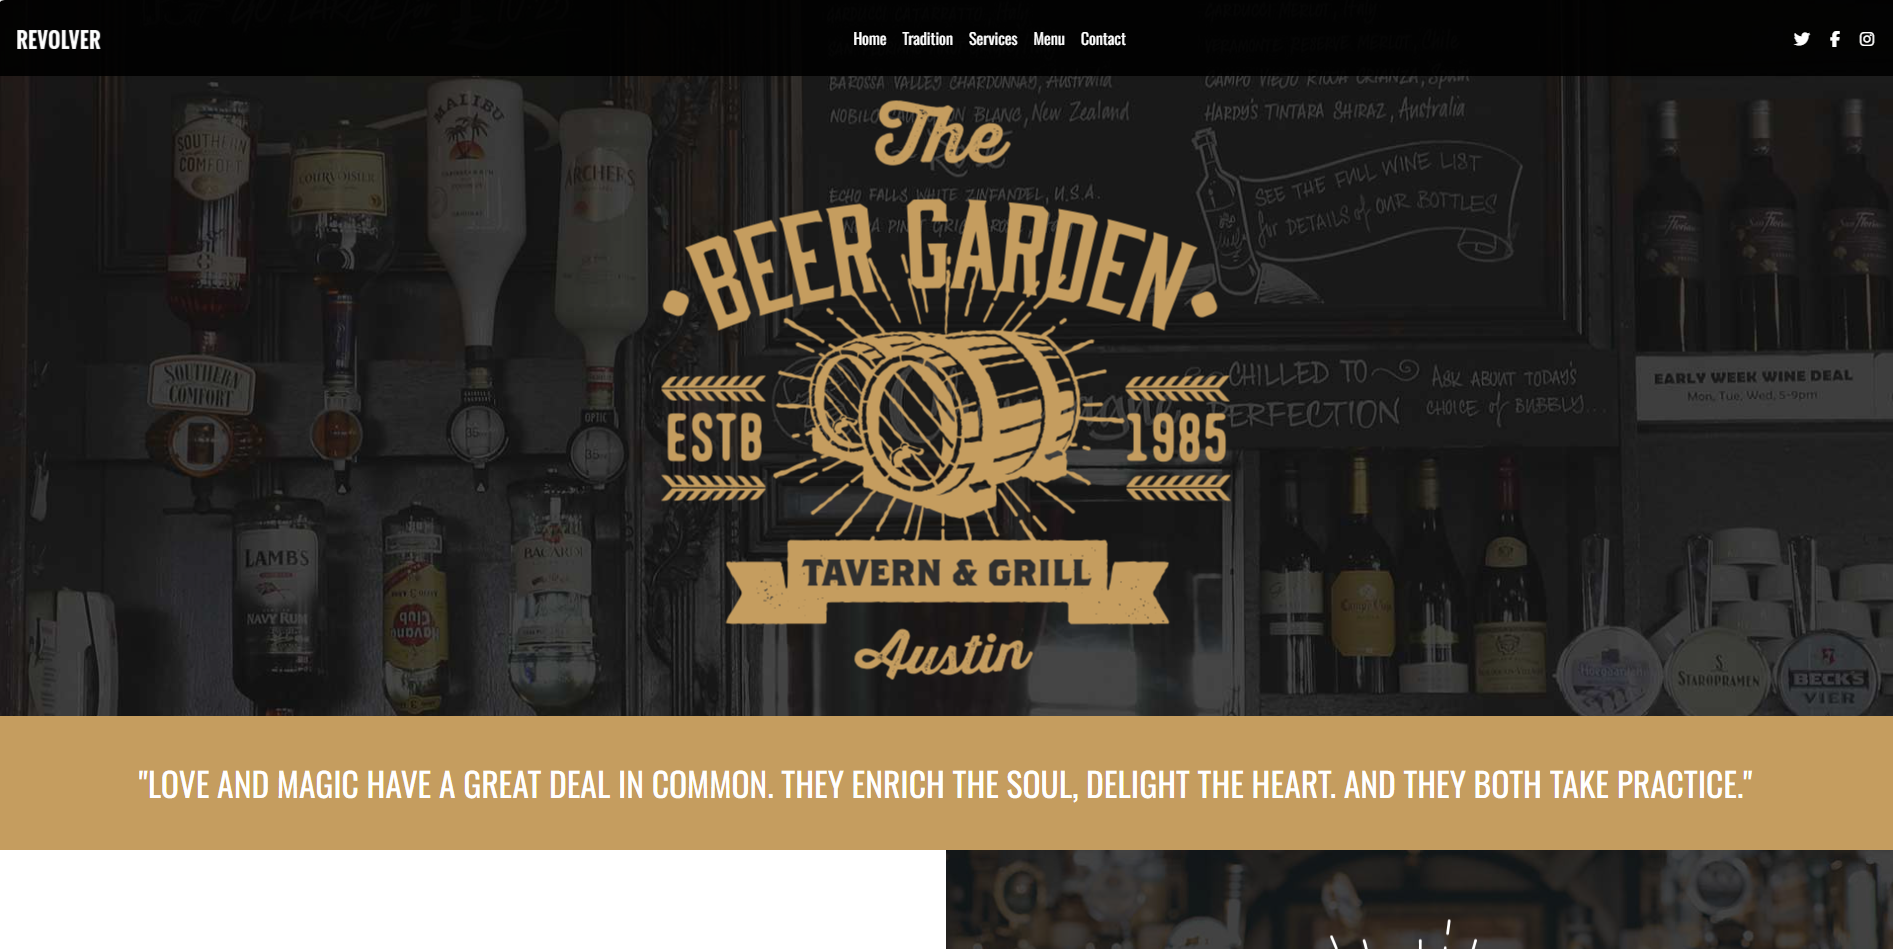 REVOLVER
Home Tradition Services Menu Contact
BAROSSA VALLEY CHARDONNAY, Australia
CAMPO VIEJO RIOJA CRIANZA, Spain
NOBILO BLANC, New Zealand
HARDY'S TINTARA SHIRAZ, Australia
The
ECHO FALLS WHITE ZINFANDEL, U.S.A.
SEE THE FULL WINE LIST
for DETAILS of OUR BOTTLES
BEER GARDEN
ESTB
1985
TAVERN & GRILL
Austin
SOUTHERN
COMFORT
COURVOISIER
MALIBU
ARCHERS
SOUTHERN
COMFORT
OPTIC
35
LAMBS
NAVY RUM
Havana
Club
BACARDI
CHILLED TO
PERFECTION
ASK ABOUT TODAY'S
CHOICE of BUBBLY...
EARLY WEEK WINE DEAL
Mon, Tue, Wed, 5-9pm
Hoegaarden
S
STAROPRAMEN
BECK'S
VIER
"LOVE AND MAGIC HAVE A GREAT DEAL IN COMMON. THEY ENRICH THE SOUL, DELIGHT THE HEART. AND THEY BOTH TAKE PRACTICE."